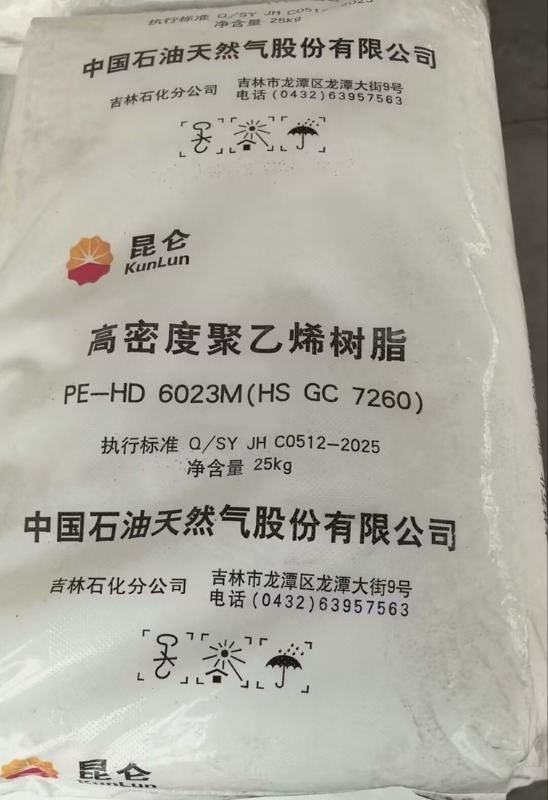 执行标准 Q/SY JH C0512-2025
净含量 25kg
中国石油天然气股份有限公司
吉林石化分公司
吉林市龙潭区龙潭大街9号
电话(0432)63957563
昆仑
KunLun
高密度聚乙烯树脂
PE-HD 6023M(HS GC 7260)
执行标准 Q/SY JH C0512-2025
净含量 25kg
中国石油天然气股份有限公司
吉林石化分公司
吉林市龙潭区龙潭大街9号
电话(0432)63957563
昆仑
KunLun